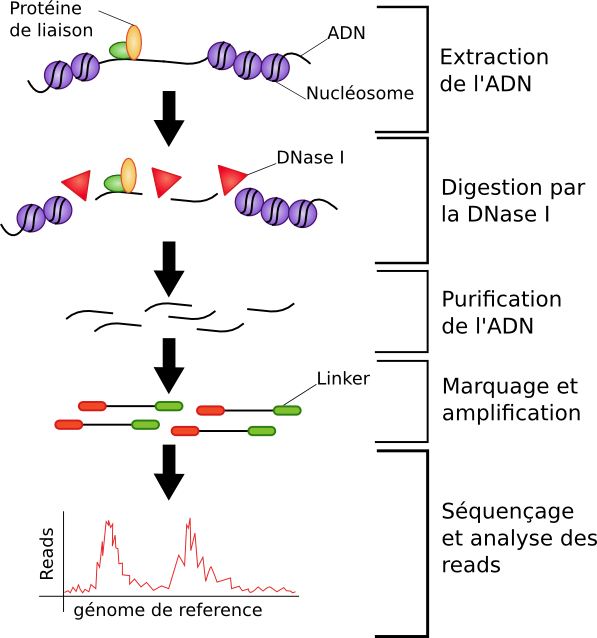 Protéine
de liaison
ADN
Nucléosome
Extraction
de l'ADN
DNase I
Digestion par
la DNase I
Purification
de l'ADN
Linker
Marquage et
amplification
Reads
génome de reference
Séquençage
et analyse des
reads